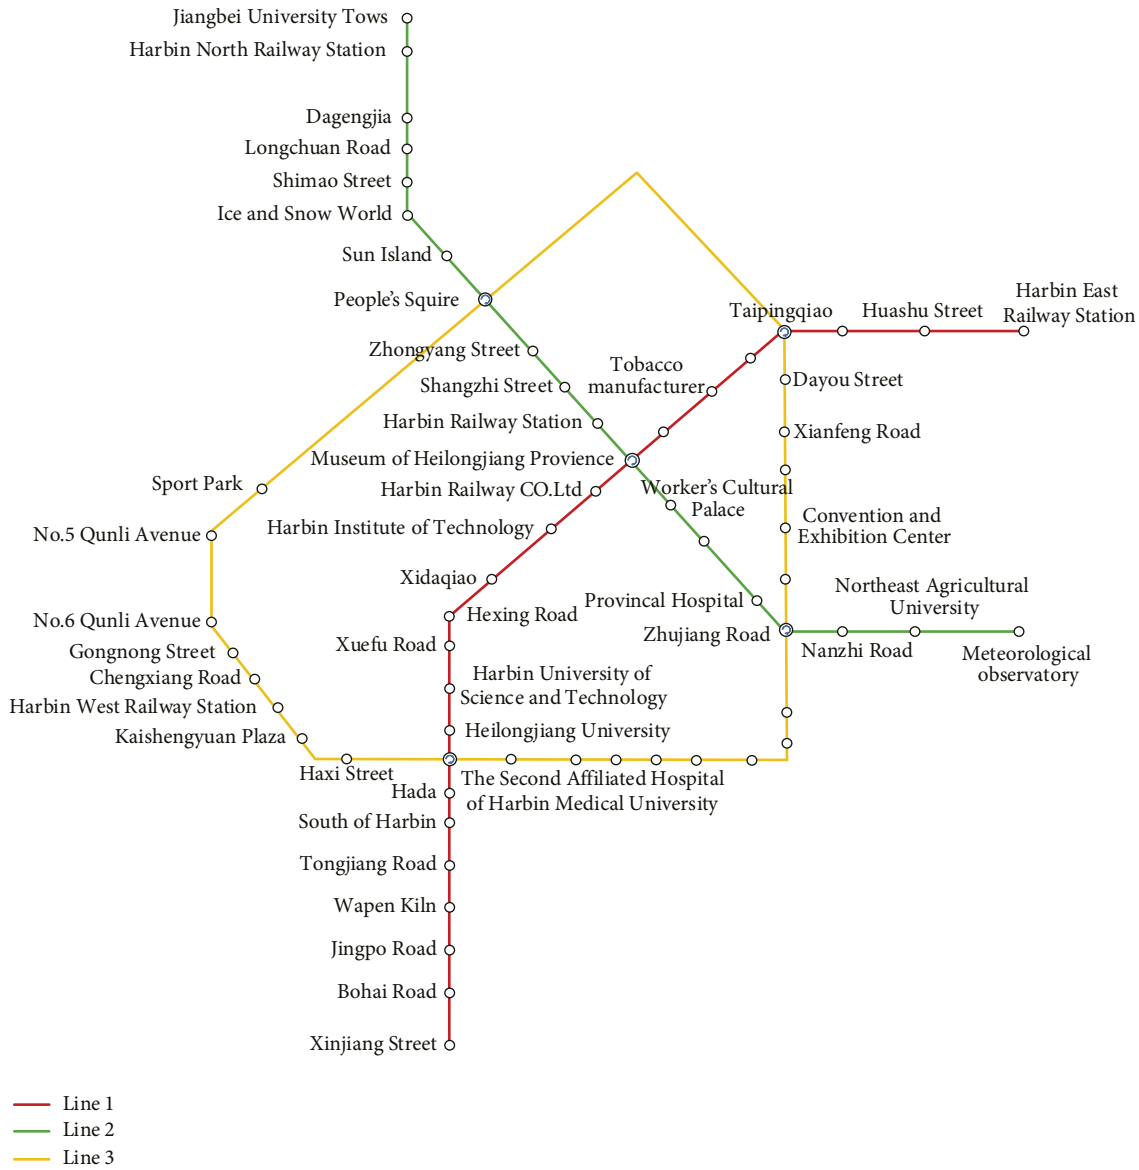 Jiangbei University Tows
Harbin North Railway Station
Dagengjia
Longchuan Road
Shimao Street
Ice and Snow World
Sun Island
People's Squire
Taipingqiao
Huashu Street
Harbin East
Railway Station
Zhongyang Street
Tobacco
manufacturer
Shangzhi Street
Dayou Street
Harbin Railway Station
Xianfeng Road
Museum of Heilongjiang Provience
Harbin Railway CO.Ltd
Worker's Cultural
Palace
Sport Park
Harbin Institute of Technology
Convention and
Exhibition Center
No.5 Qunli Avenue
Xidaqiao
Provincal Hospital
Northeast Agricultural
University
Hexing Road
No.6 Qunli Avenue
Zhujiang Road
Nanzhi Road
Meteorological
observatory
Xuefu Road
Gongnong Street
Chengxiang Road
Harbin University of
Science and Technology
Harbin West Railway Station
Heilongjiang University
Kaishengyuan Plaza
Haxi Street
The Second Affiliated Hospital
of Harbin Medical University
Hada
South of Harbin
Tongjiang Road
Wapen Kiln
Jingpo Road
Bohai Road
Xinjiang Street
Line 1
Line 2
Line 3